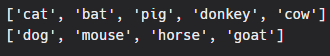 ['cat', 'bat', 'pig', 'donkey', 'cow']
['dog', 'mouse', 'horse', 'goat']